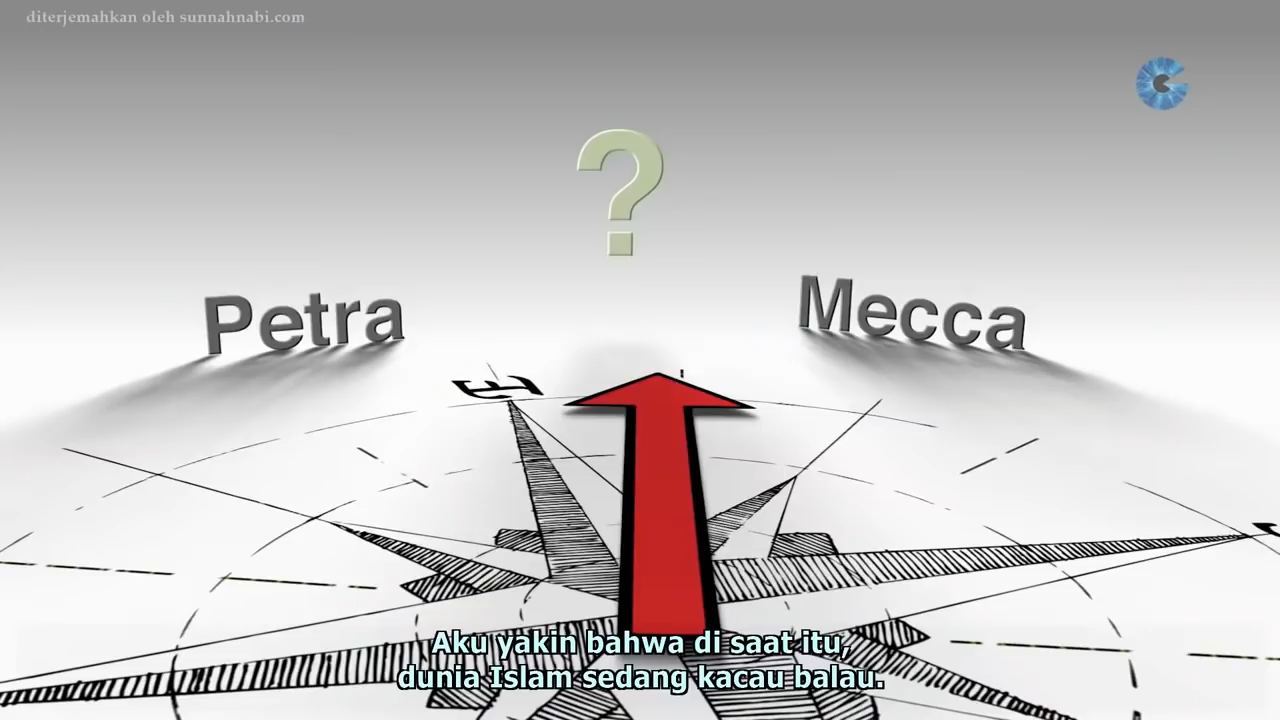 diterjemahkan oleh sunnahnabi.com
?
Petra
Mecca
E
Aku yakin bahwa di saat itu,
dunia Islam sedang kacau balau.